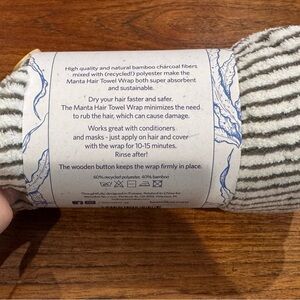 High quality and natural bamboo charcoal fibers
mixed with (recycled!) polyester make the
Manta Hair Towel Wrap both super absorbent
and sustainable.
Dry your hair faster and safer.
The Manta Hair Towel Wrap minimizes the need
to rub the hair, which can cause damage.
Works great with conditioners
and masks - just apply on hair and cover
with the wrap for 10-15 minutes.
Rinse after!
The wooden button keeps the wrap firmly in place.
60% recycled polyester, 40% bamboo